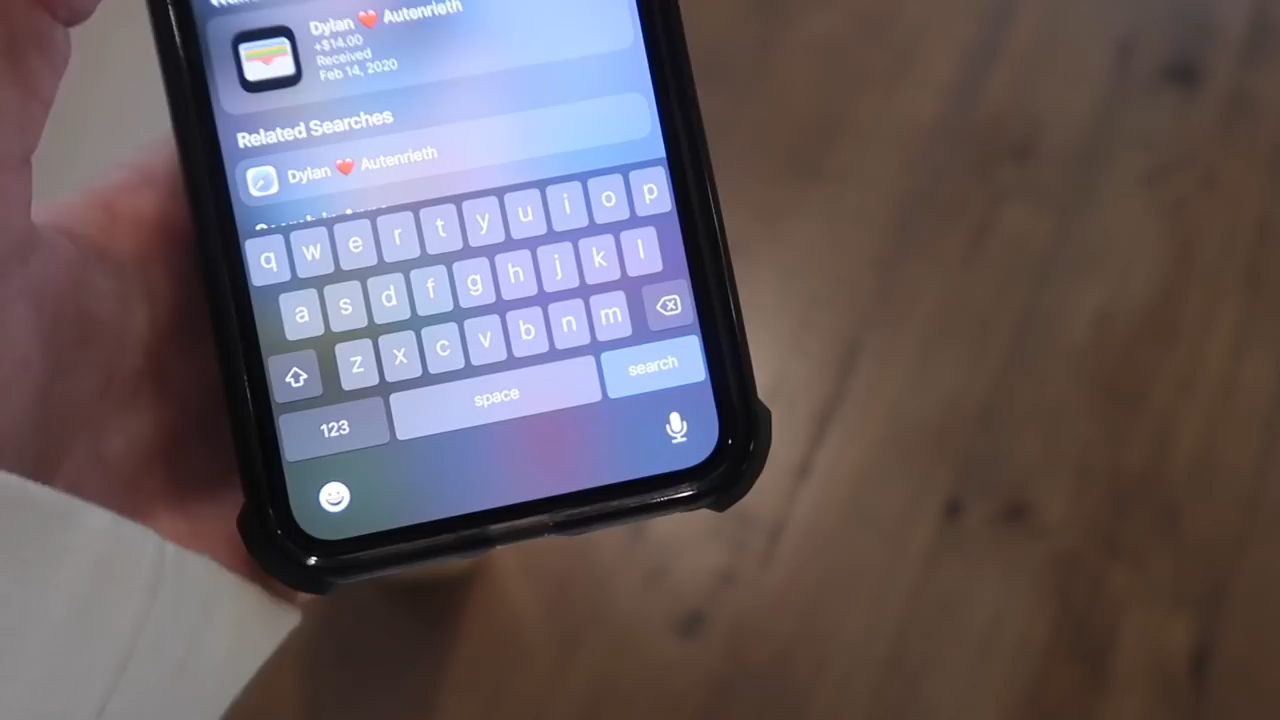 Dylan ❤️ Autenrieth
+$14.00
Received
Feb 14, 2020
Related Searches
Dylan ❤️ Autenrieth
q w e r t y u i o p
a s d f g h j k l
z x c v b n m
123 space search